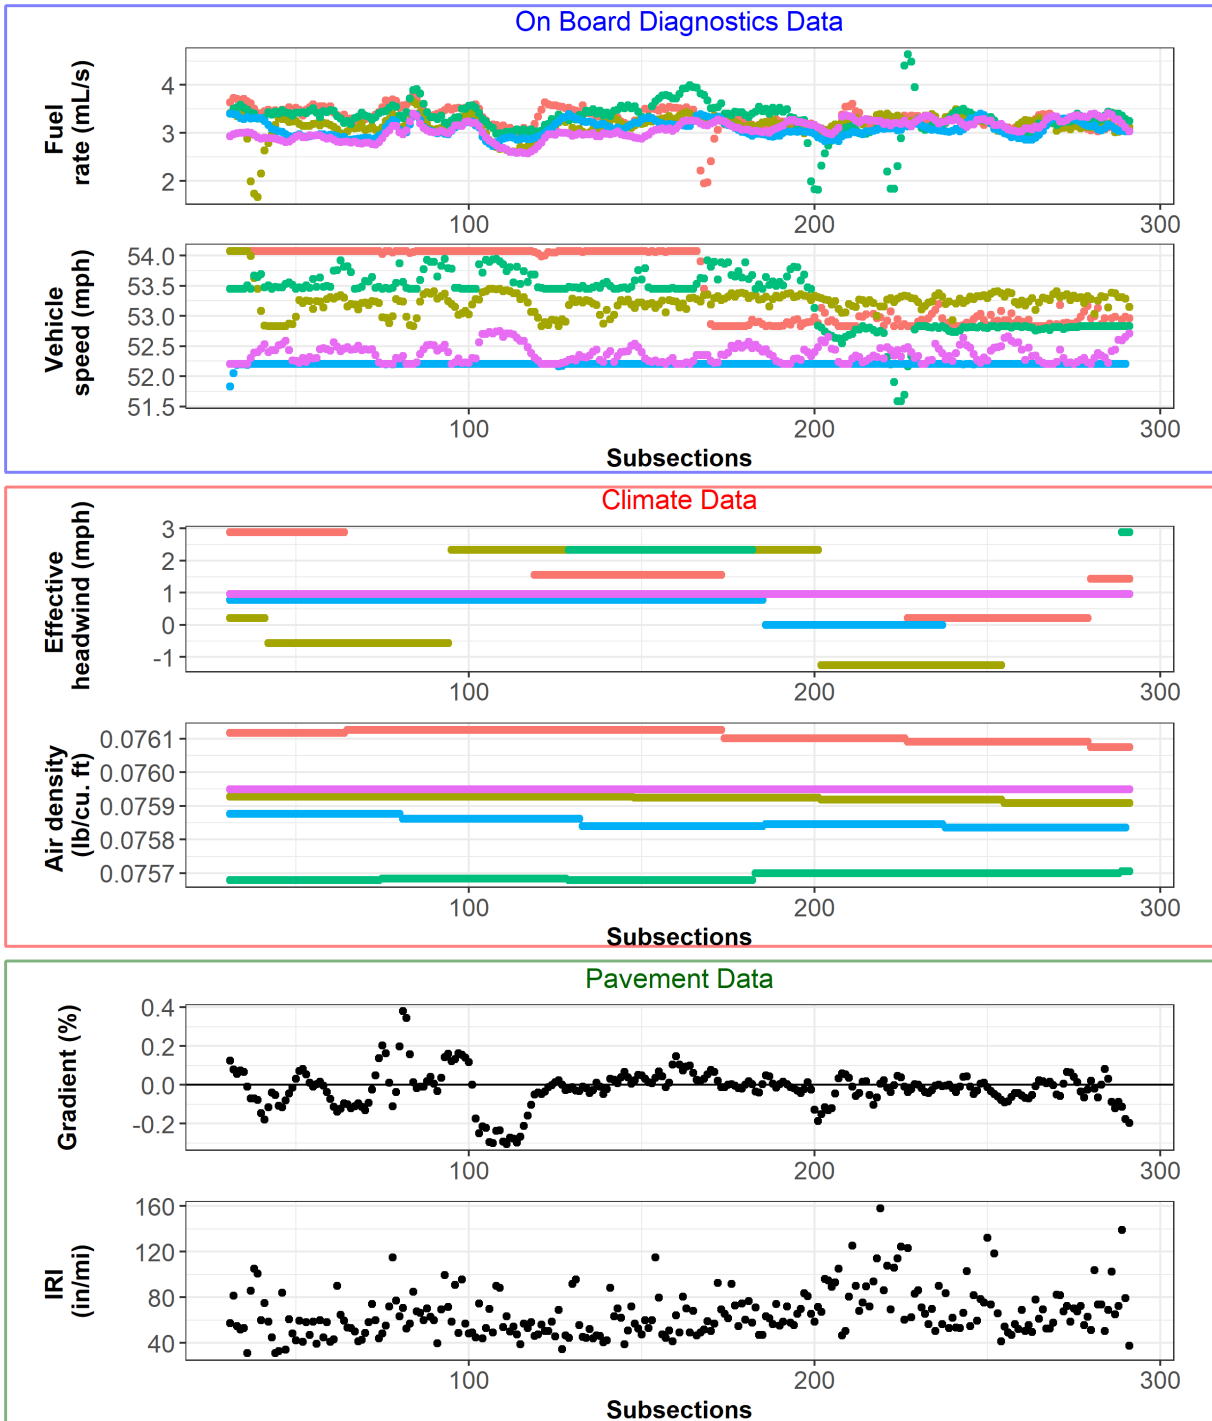 On Board Diagnostics Data
Fuel
rate (mL/s)
4
3
2
100
200
300
Vehicle
speed (mph)
54.0
53.5
53.0
52.5
52.0
51.5
100
200
300
Subsections
Climate Data
Effective
headwind (mph)
3
2
1
0
-1
100
200
300
Air density
(lb/cu. ft)
0.0761
0.0760
0.0759
0.0758
0.0757
100
200
300
Subsections
Pavement Data
Gradient (%)
0.4
0.2
0.0
-0.2
100
200
300
IRI
(in/mi)
160
120
80
40
100
200
300
Subsections